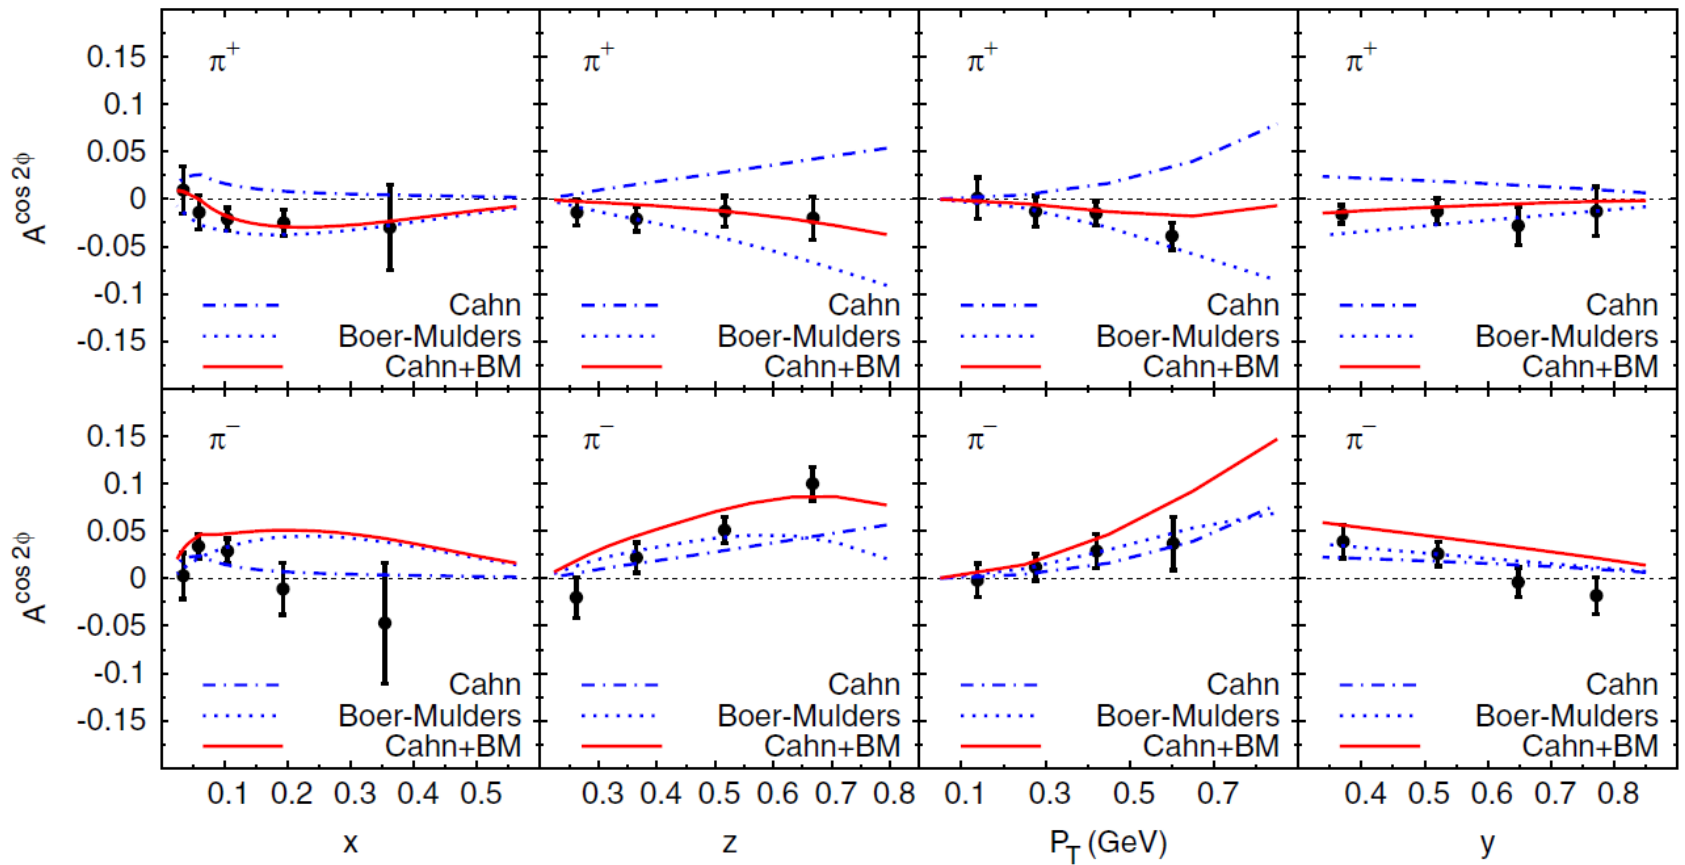 A^cos 2ϕ
0.15
0.1
0.05
0
-0.05
-0.1
-0.15
π+
Cahn
Boer-Mulders
Cahn+BM
π+
Cahn
Boer-Mulders
Cahn+BM
π+
Cahn
Boer-Mulders
Cahn+BM
π+
Cahn
Boer-Mulders
Cahn+BM
A^cos 2ϕ
0.15
0.1
0.05
0
-0.05
-0.1
-0.15
π−
Cahn
Boer-Mulders
Cahn+BM
π−
Cahn
Boer-Mulders
Cahn+BM
π−
Cahn
Boer-Mulders
Cahn+BM
π−
Cahn
Boer-Mulders
Cahn+BM
0.1 0.2 0.3 0.4 0.5
0.3 0.4 0.5 0.6 0.7 0.8
0.1 0.3 0.5 0.7
0.4 0.5 0.6 0.7 0.8
x
z
P_T (GeV)
y